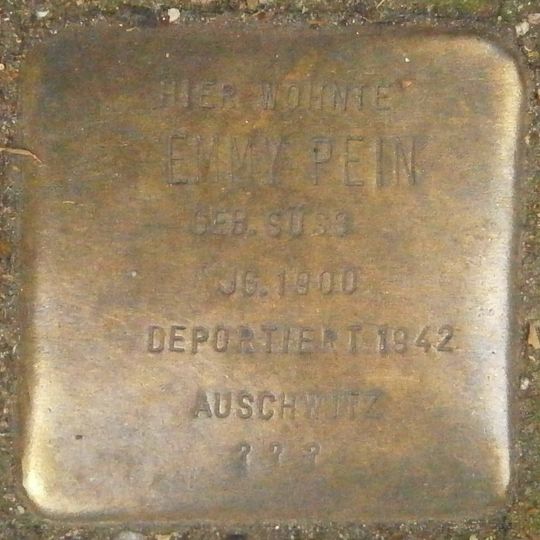 HIER WOHNTE
EMMY PEIN
GEB. SÜSS
JG. 1900
DEPORTIERT 1942
AUSCHWITZ
? ? ?